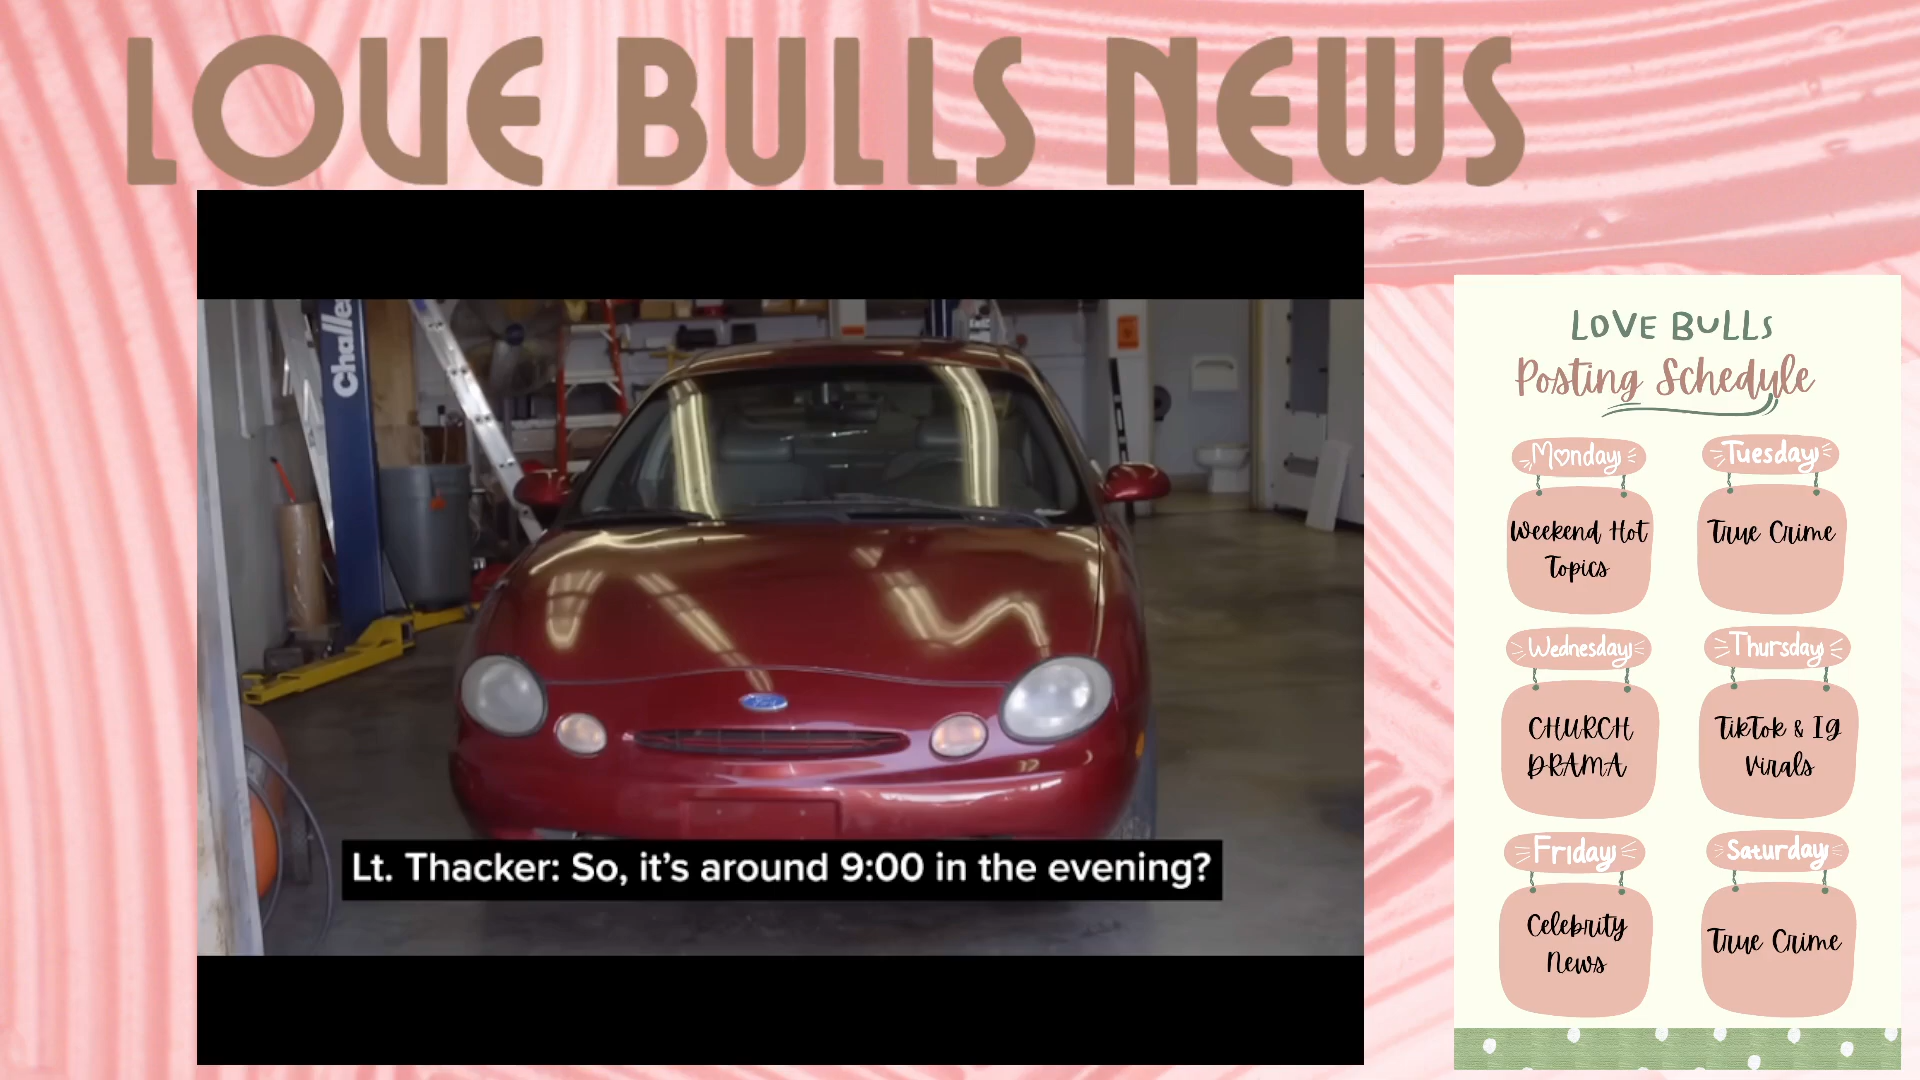 LOVE BULLS NEWS
Challe
Ford
Lt. Thacker: So, it's around 9:00 in the evening?
LOVE BULLS
Posting Schedule
Monday
Tuesday
Weekend Hot
Topics
True Crime
Wednesday
Thursday
CHURCH
DRAMA
TikTok & IG
Virals
Friday
Saturday
Celebrity
News
True Crime